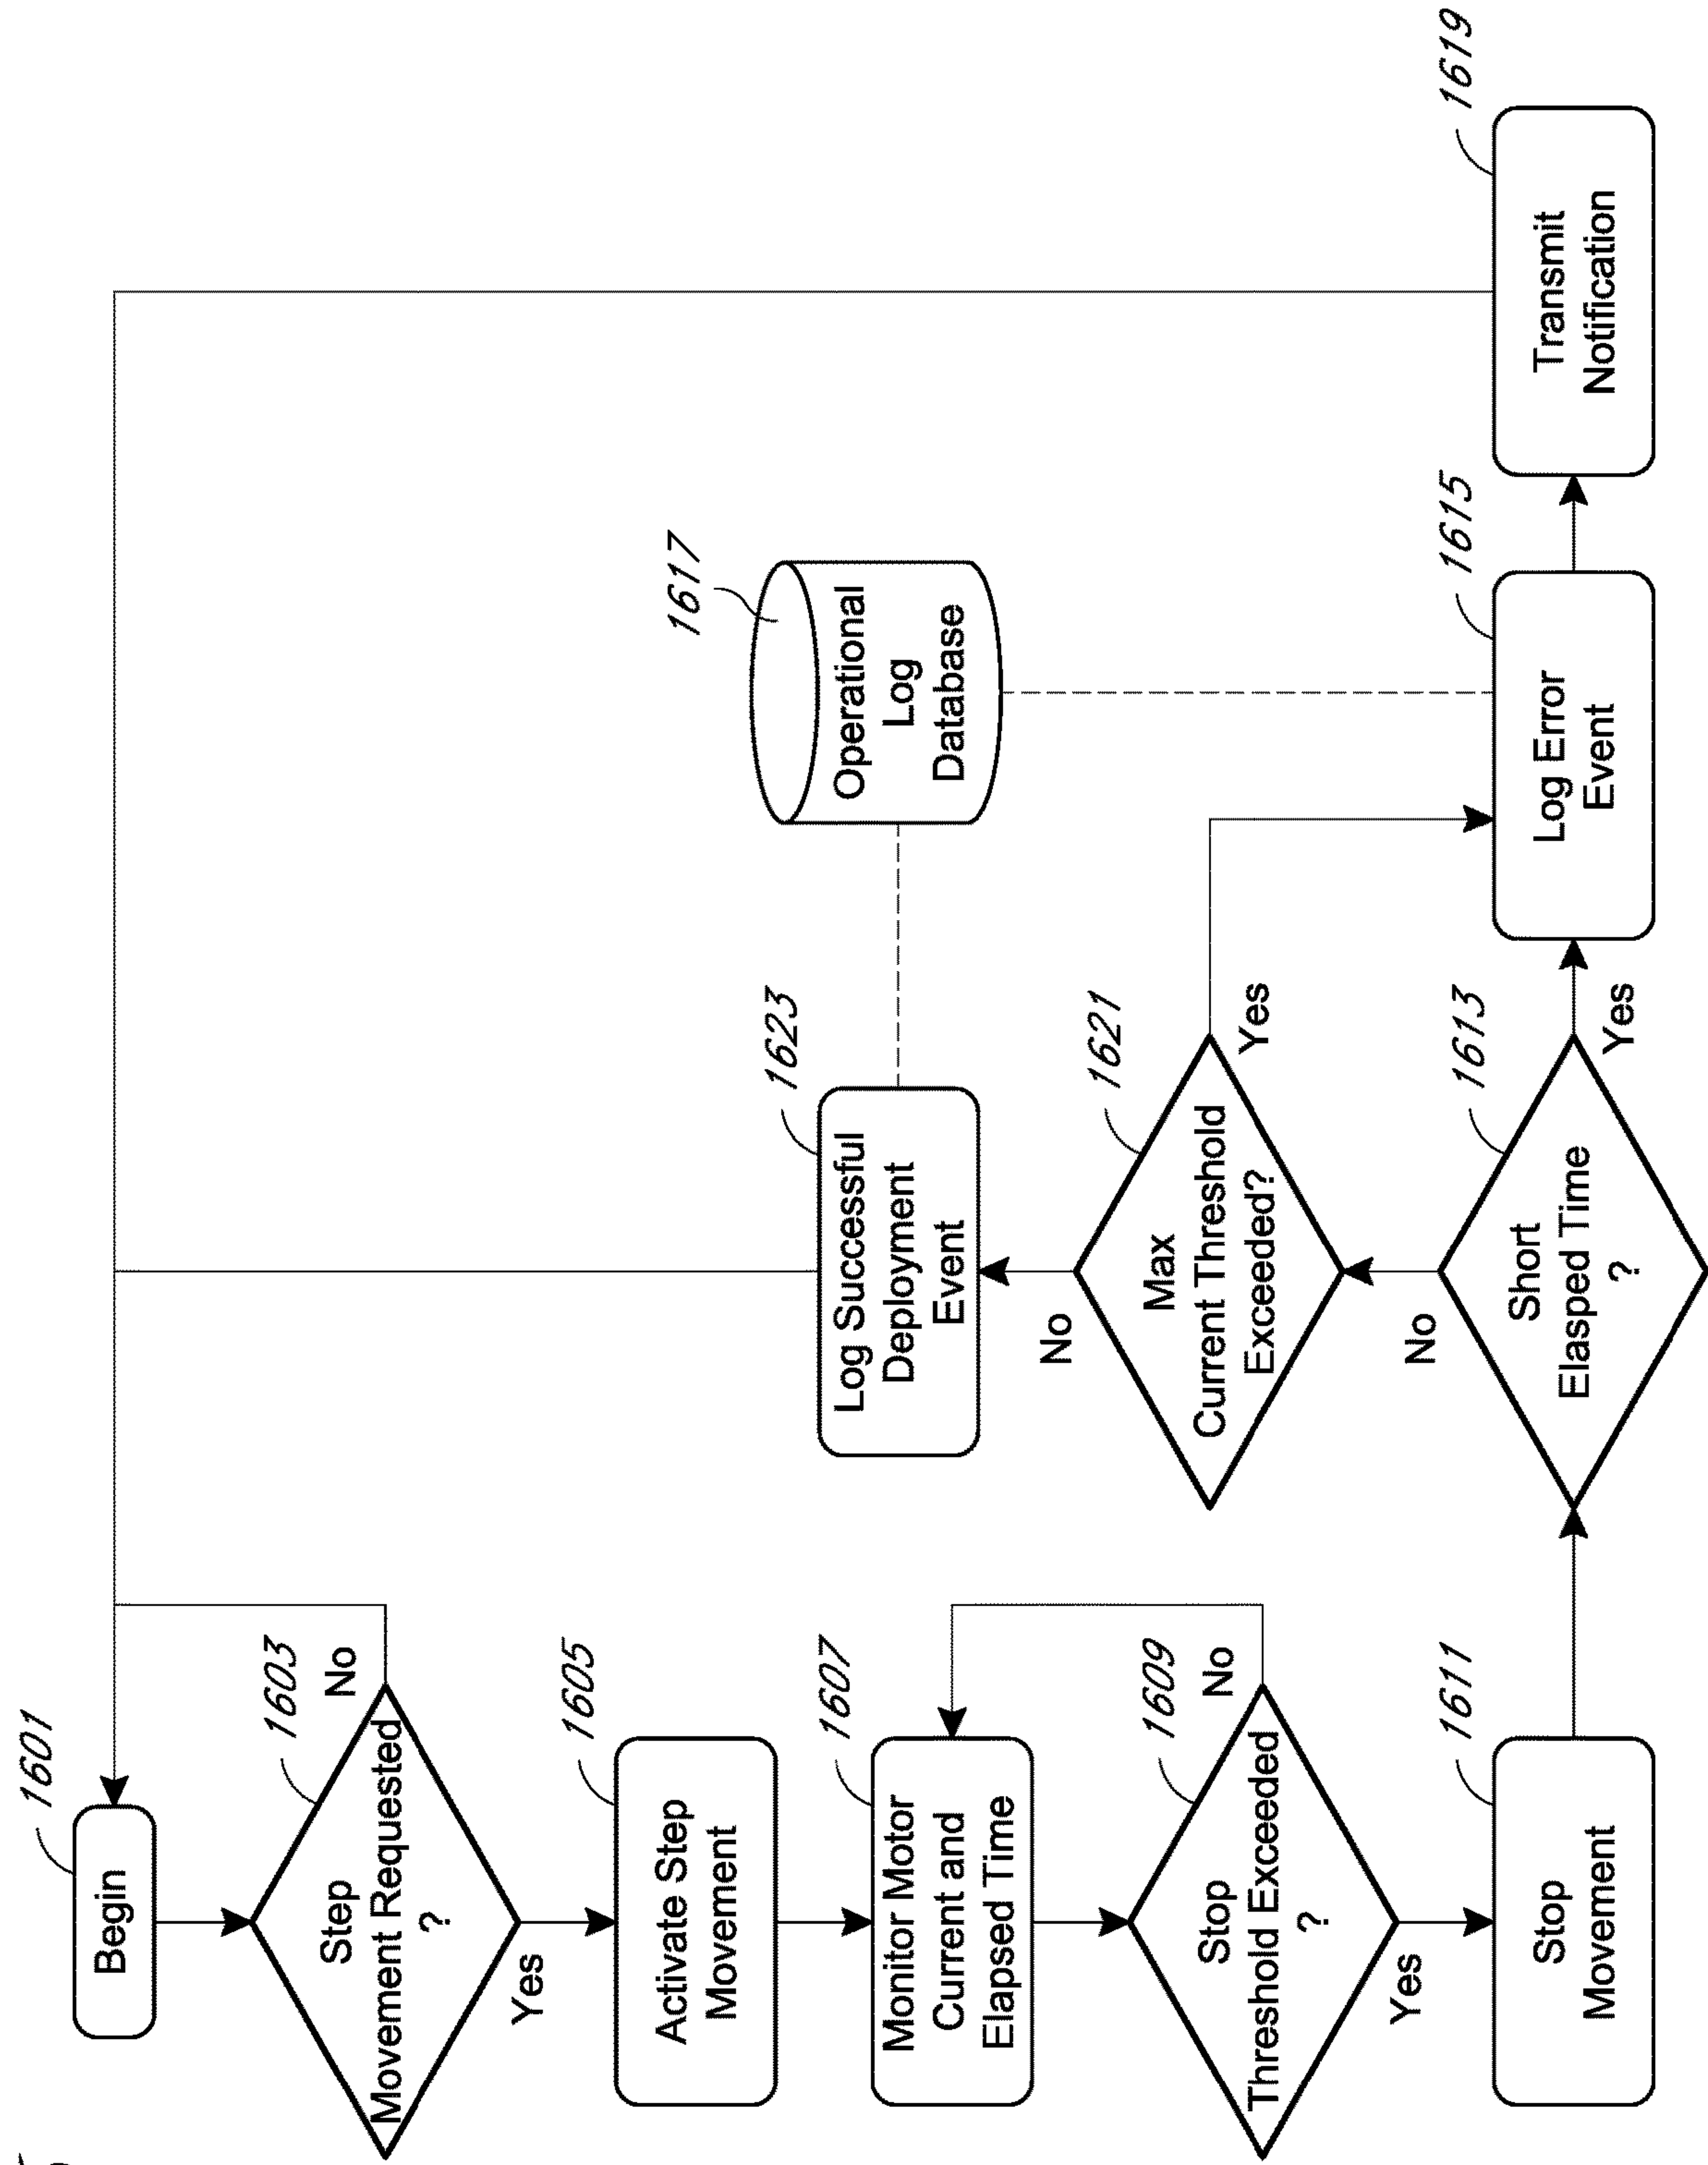 1601
Begin
1603
Step
Movement Requested
?
No
Yes
1605
Activate Step
Movement
1607
Monitor Motor
Current and
Elapsed Time
1609
Stop
Threshold Exceeded
?
No
Yes
1611
Stop
Movement
1613
Short
Elasped Time
?
No
Yes
1621
Max
Current Threshold
Exceeded?
No
Yes
1623
Log Successful
Deployment
Event
1617
Operational
Log
Database
1615
Log Error
Event
1619
Transmit
Notification